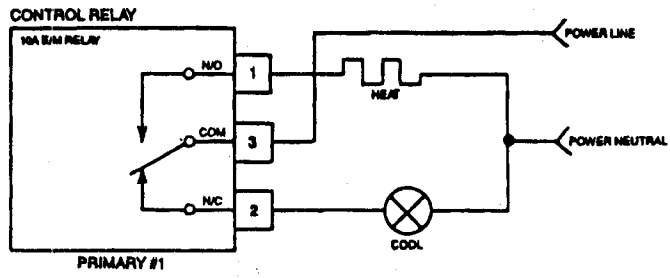 CONTROL RELAY
10A E/M RELAY
N/O
1
POWER LINE
HEAT
COM
3
POWER NEUTRAL
N/C
2
COOL
PRIMARY #1